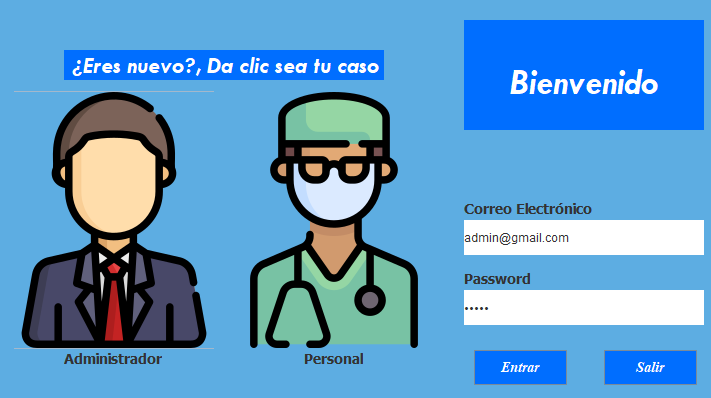 ¿Eres nuevo?, Da clic sea tu caso
Administrador
Personal
Bienvenido
Correo Electrónico
admin@gmail.com
Password
•••••
Entrar
Salir